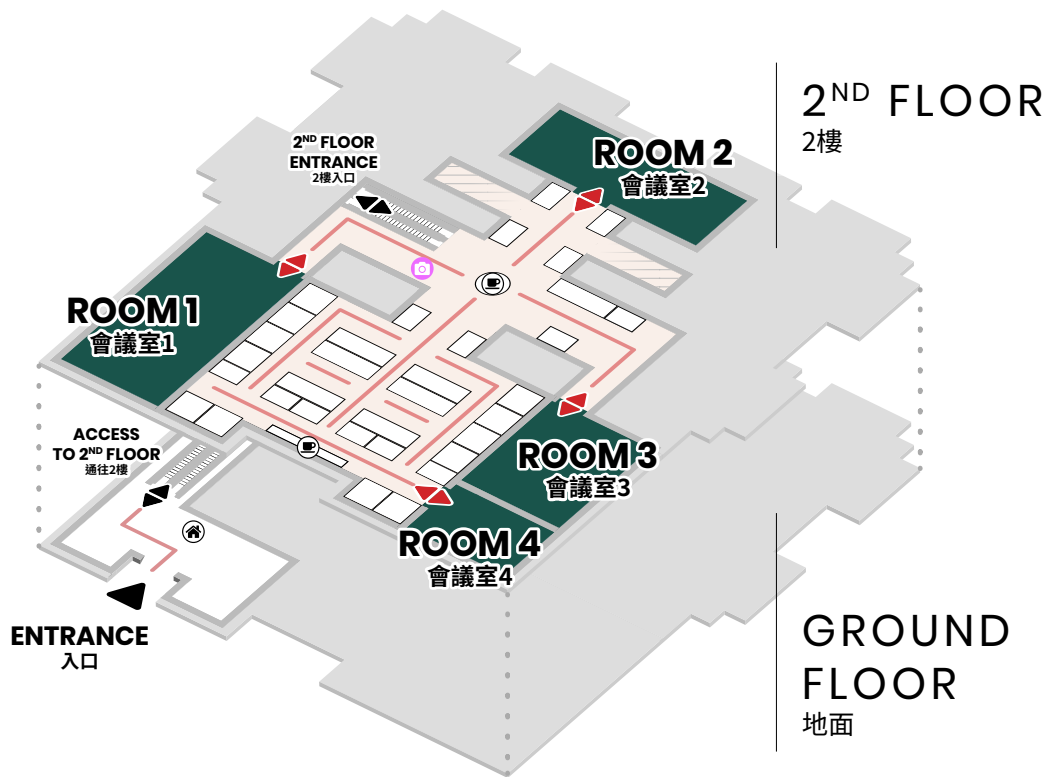 2ND FLOOR
2樓
2ND FLOOR
ENTRANCE
2樓入口
ROOM 2
會議室2
ROOM 1
會議室1
ACCESS
TO 2ND FLOOR
通往2樓
ROOM 3
會議室3
ROOM 4
會議室4
ENTRANCE
入口
GROUND
FLOOR
地面